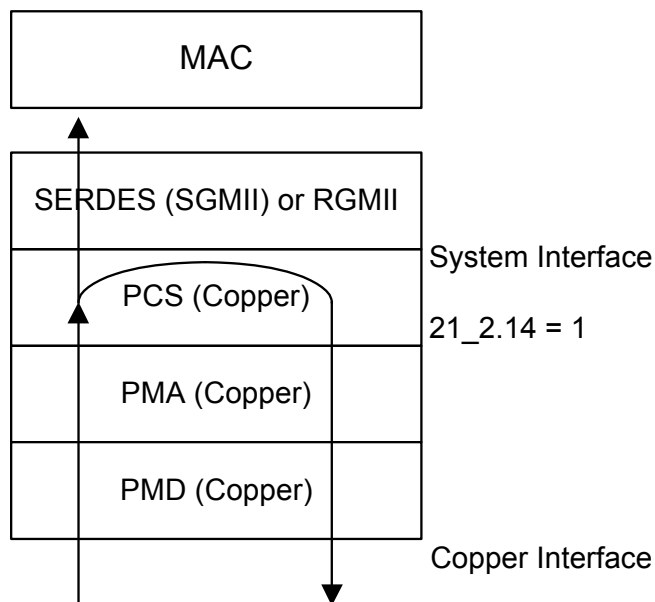 MAC
SERDES (SGMII) or RGMII
System Interface
PCS (Copper)
21_2.14 = 1
PMA (Copper)
PMD (Copper)
Copper Interface